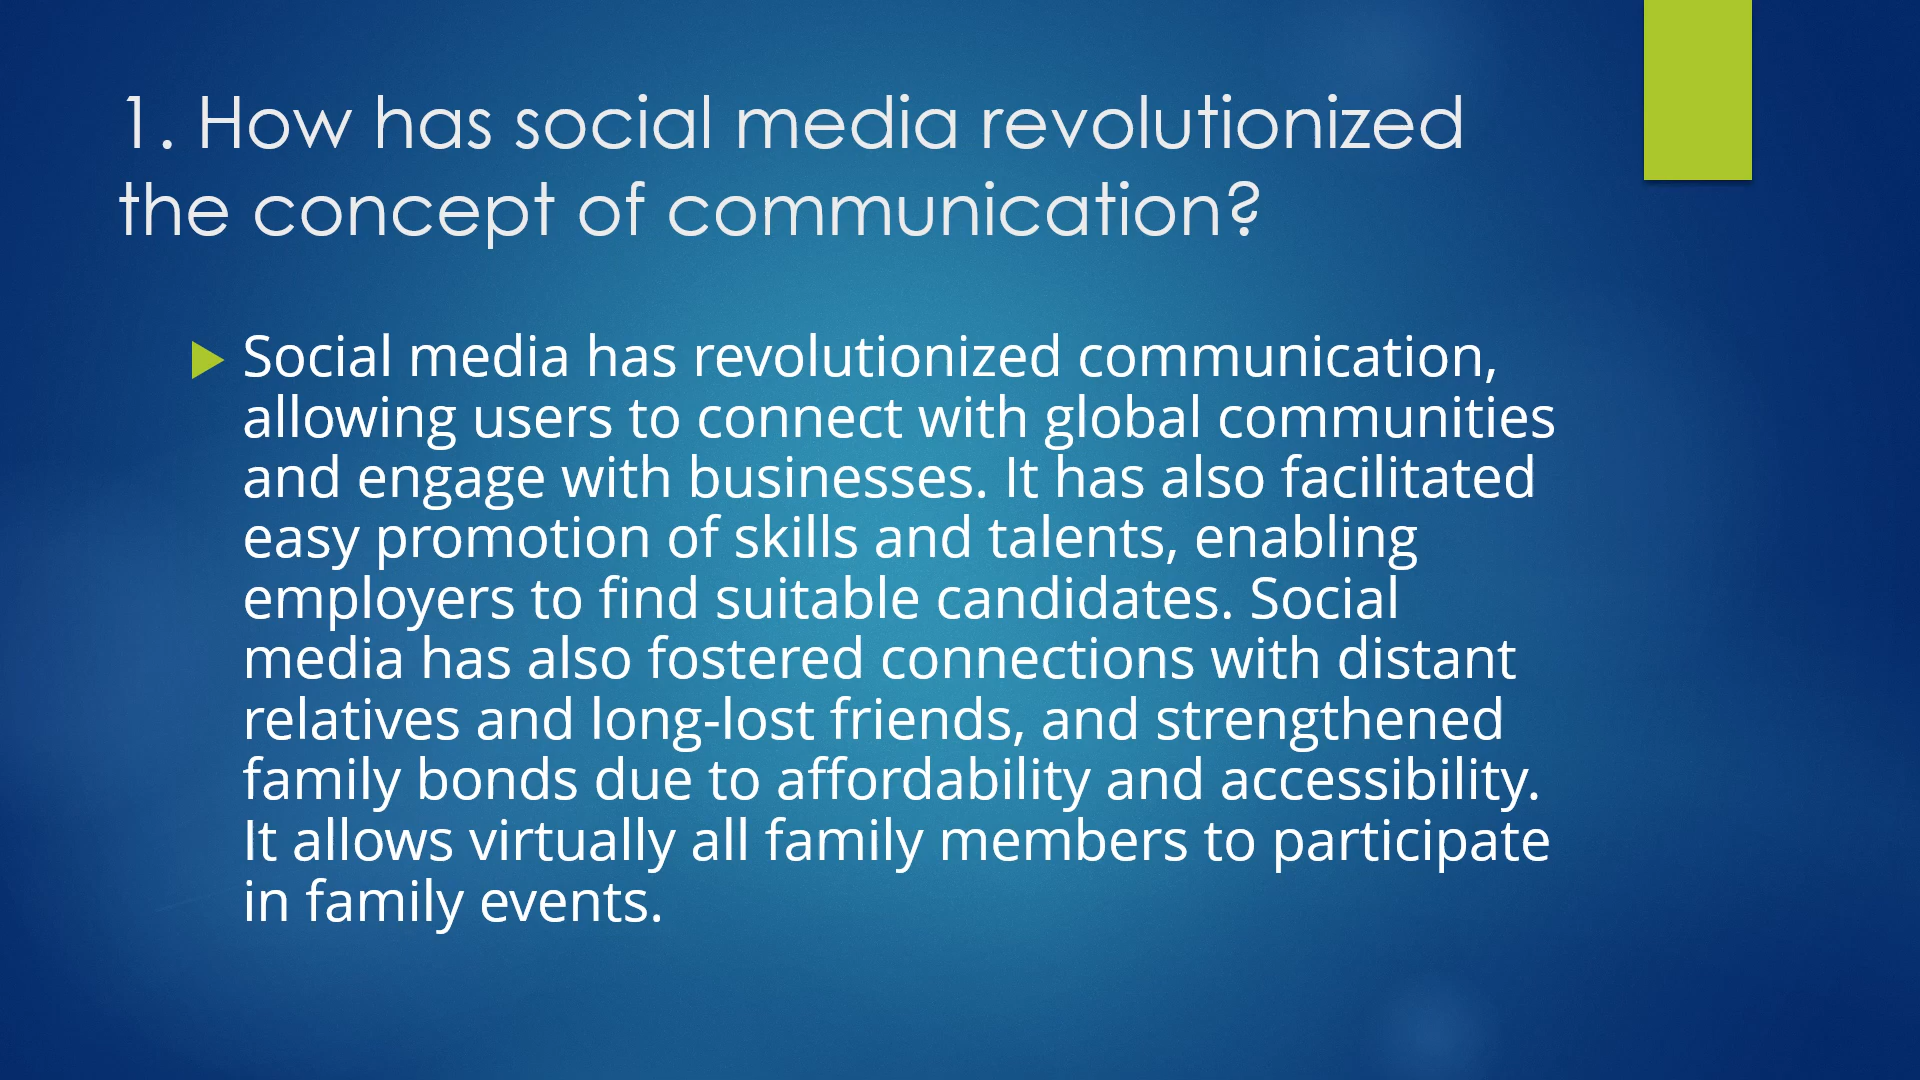 1. How has social media revolutionized
the concept of communication?
Social media has revolutionized communication,
allowing users to connect with global communities
and engage with businesses. It has also facilitated
easy promotion of skills and talents, enabling
employers to find suitable candidates. Social
media has also fostered connections with distant
relatives and long-lost friends, and strengthened
family bonds due to affordability and accessibility.
It allows virtually all family members to participate
in family events.